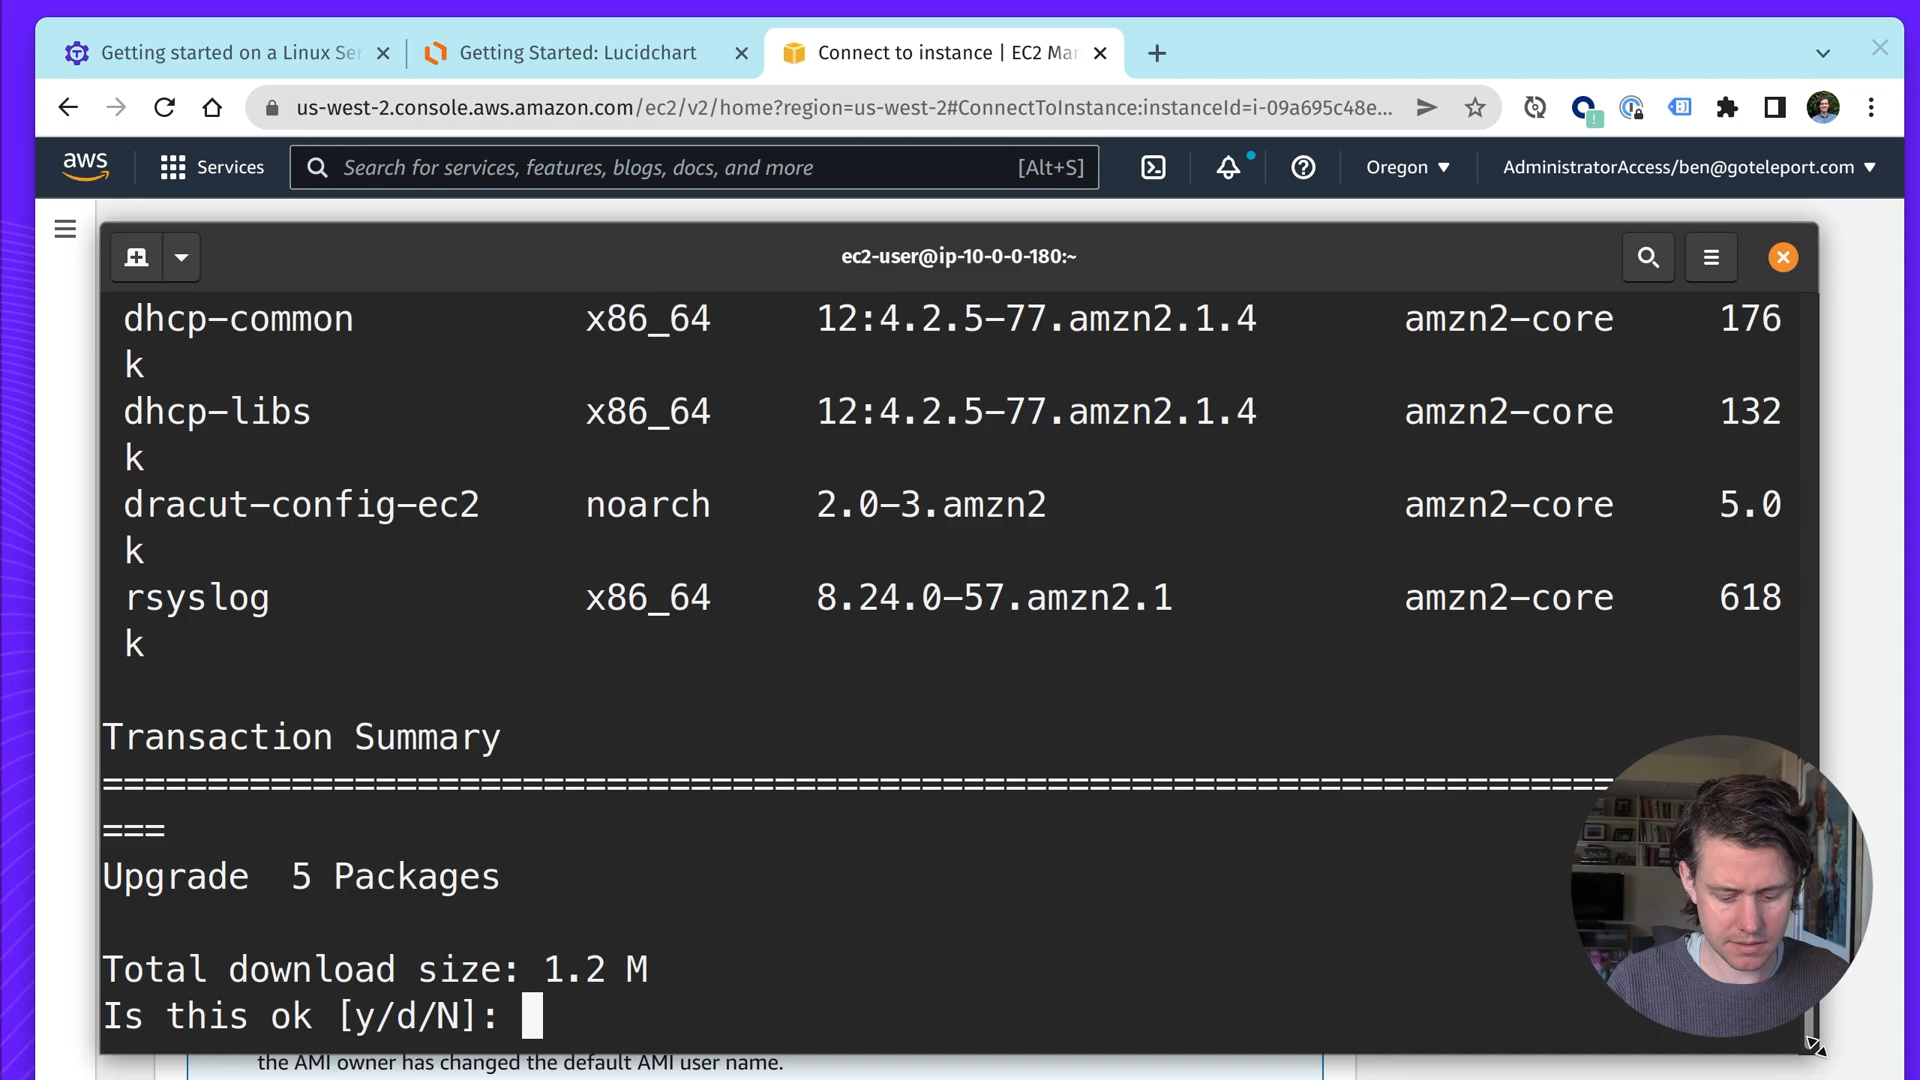 Getting started on a Linux Ser
Getting Started: Lucidchart
Connect to instance | EC2 Mar
us-west-2.console.aws.amazon.com/ec2/v2/home?region=us-west-2#ConnectToInstance:instanceId=i-09a695c48e...
aws
Services
Search for services, features, blogs, docs, and more
[Alt+S]
Oregon
AdministratorAccess/ben@goteleport.com
ec2-user@ip-10-0-0-180:~
dhcp-common x86_64 12:4.2.5-77.amzn2.1.4 amzn2-core 176
k
dhcp-libs x86_64 12:4.2.5-77.amzn2.1.4 amzn2-core 132
k
dracut-config-ec2 noarch 2.0-3.amzn2 amzn2-core 5.0
k
rsyslog x86_64 8.24.0-57.amzn2.1 amzn2-core 618
k
Transaction Summary
========================================================================
===
Upgrade  5 Packages
Total download size: 1.2 M
Is this ok [y/d/N]:
the AMI owner has changed the default AMI user name.